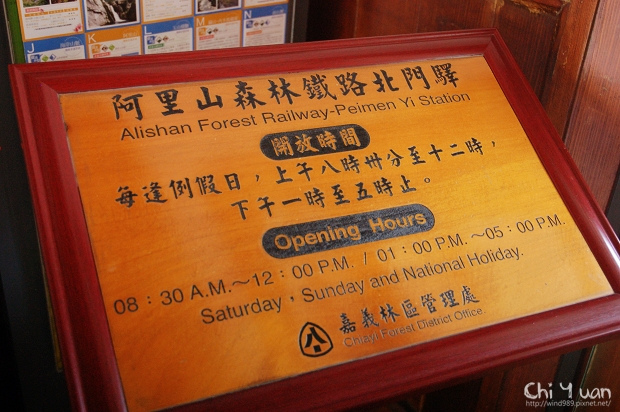 J
K
L
M
N
阿里山森林鐵路北門驛
Alishan Forest Railway-Peimen Yi Station
開放時間
每逢例假日，上午八時卅分至十二時，
下午一時至五時止。
Opening Hours
08：30 A.M.～12：00 P.M. / 01：00 P.M.～05：00 P.M.
Saturday，Sunday and National Holiday.
嘉義林區管理處
Chiayi Forest District Office.
Chi Yuan
http://wind989.pixnet.net/